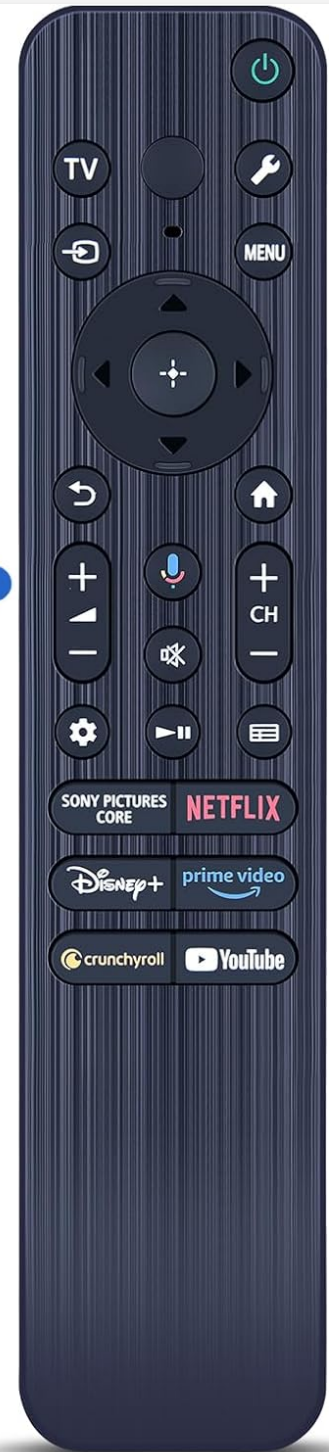 TV
MENU
CH
SONY PICTURES
CORE
NETFLIX
Disney+
prime video
crunchyroll
YouTube